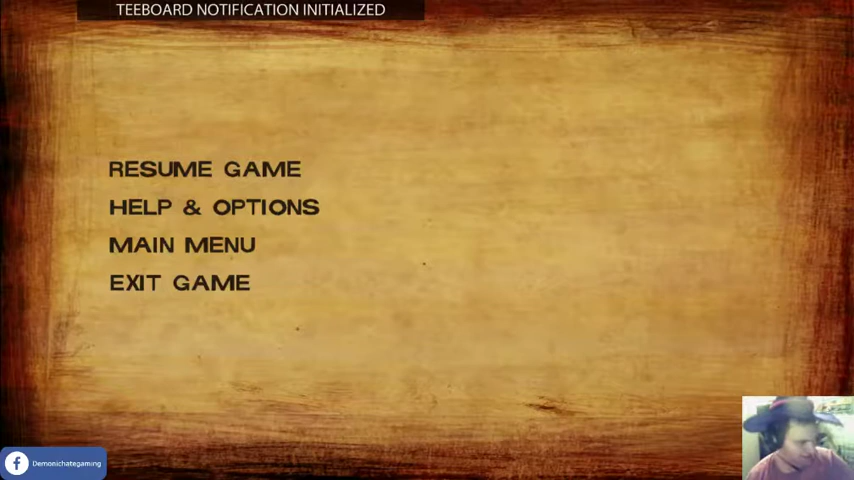 TEEBOARD NOTIFICATION INITIALIZED
RESUME GAME
HELP & OPTIONS
MAIN MENU
EXIT GAME
Demonichategaming